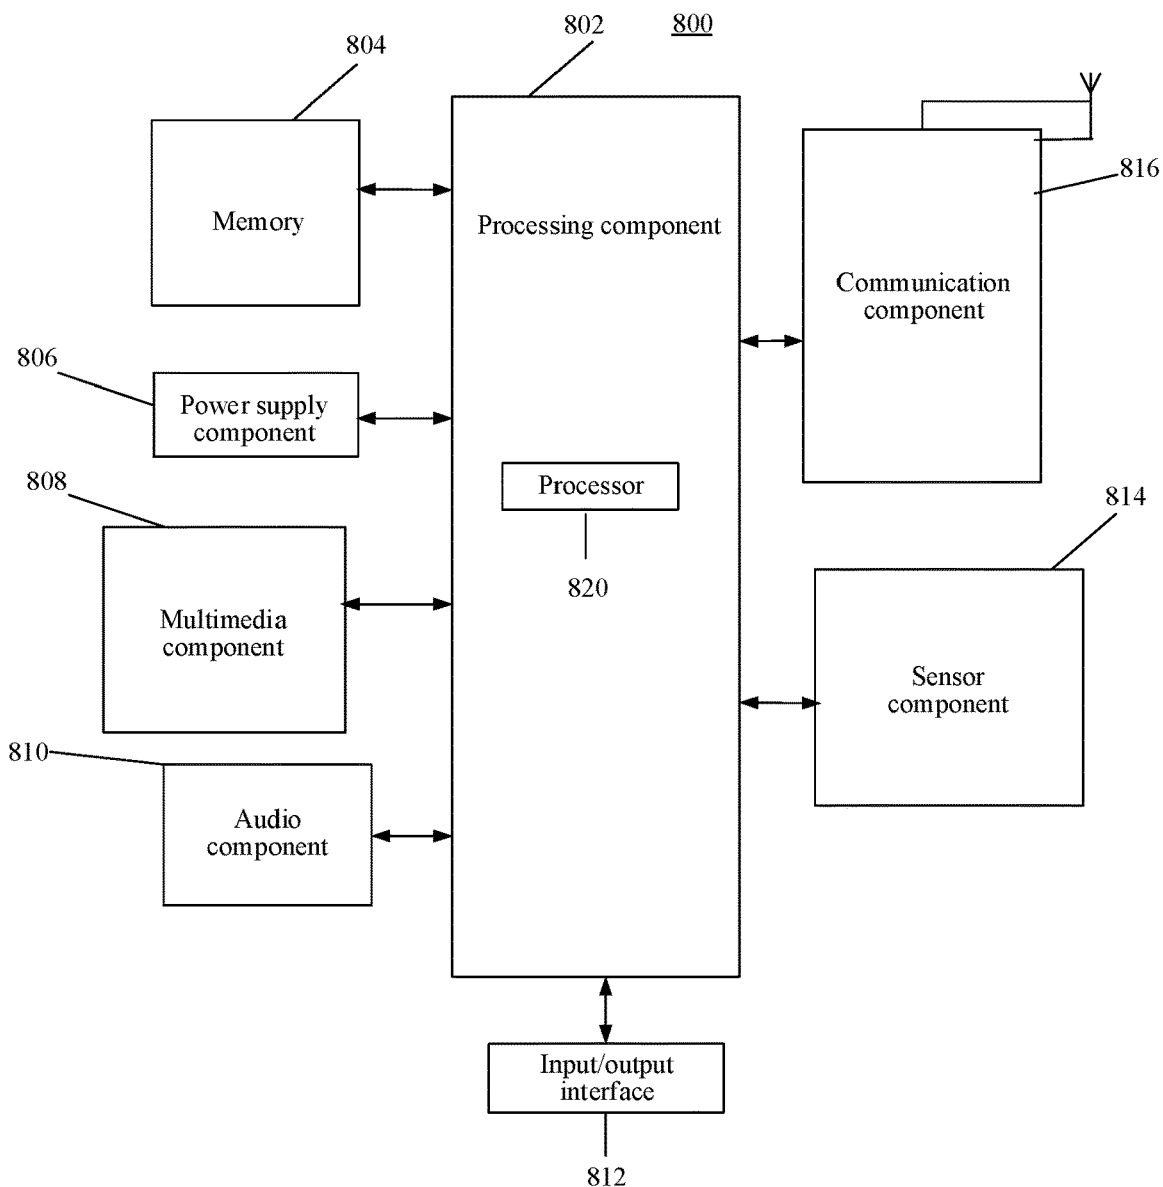 802
800
804
816
Memory
Processing component
Communication
component
806
Power supply
component
808
Processor
814
820
Multimedia
component
Sensor
component
810
Audio
component
Input/output
interface
812